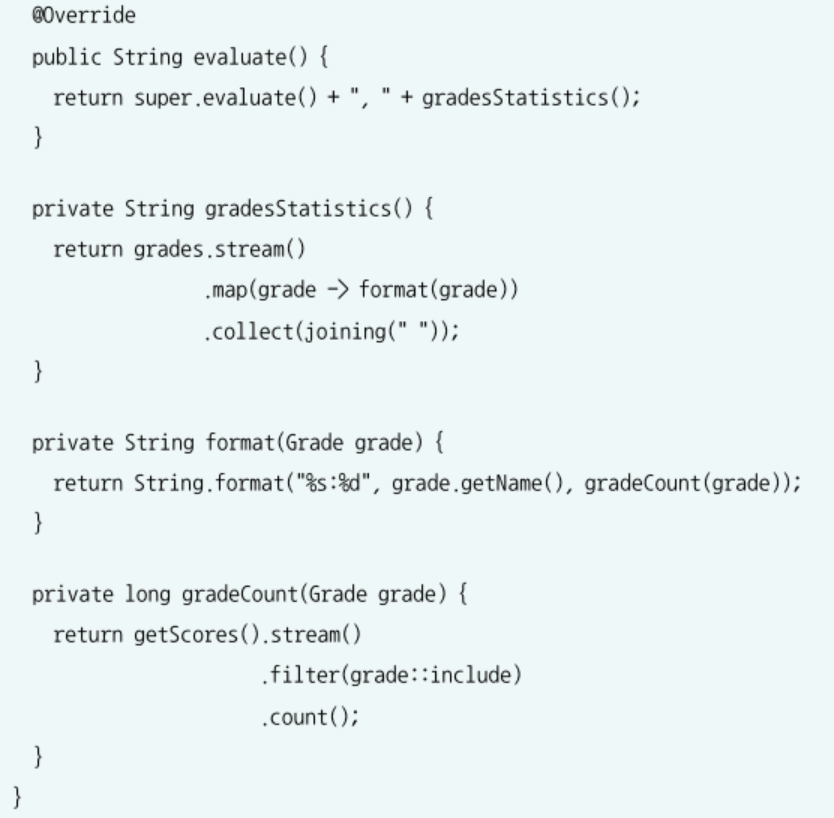 @Override
public String evaluate() {
return super.evaluate() + ", " + gradesStatistics();
}
private String gradesStatistics() {
return grades.stream()
.map(grade -> format(grade))
.collect(joining(" "));
}
private String format(Grade grade) {
return String.format("%s:%d", grade.getName(), gradeCount(grade));
}
private long gradeCount(Grade grade) {
return getScores().stream()
.filter(grade::include)
.count();
}
}